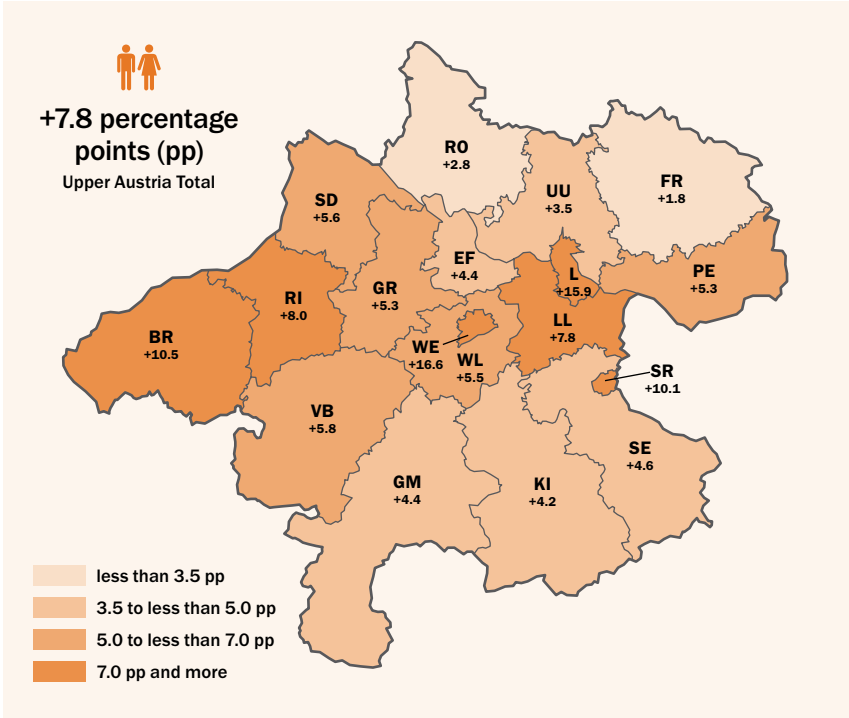 +7.8 percentage
points (pp)
Upper Austria Total
RO
+2.8
FR
+1.8
UU
+3.5
SD
+5.6
EF
+4.4
PE
+5.3
L
+15.9
GR
+5.3
RI
+8.0
LL
+7.8
BR
+10.5
WE
+16.6
WL
+5.5
SR
+10.1
VB
+5.8
SE
+4.6
GM
+4.4
KI
+4.2
less than 3.5 pp
3.5 to less than 5.0 pp
5.0 to less than 7.0 pp
7.0 pp and more